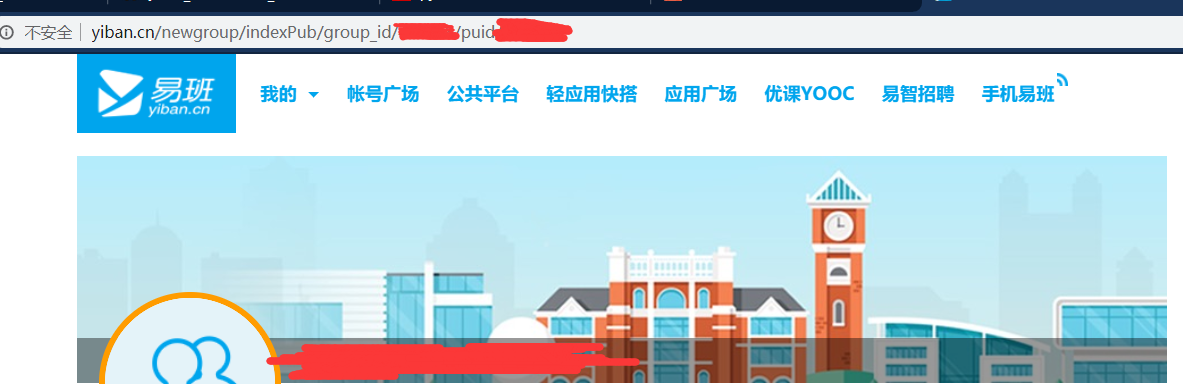 不安全 yiban.cn/newgroup/indexPub/group_id/ /puid
易班
yiban.cn
我的 帐号广场 公共平台 轻应用快搭 应用广场 优课YOOC 易智招聘 手机易班